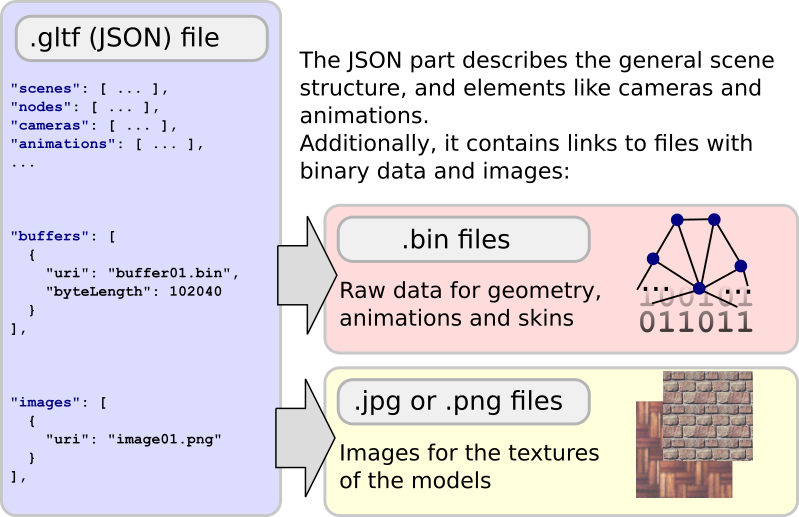 .gltf (JSON) file
"scenes": [ ... ],
"nodes": [ ... ],
"cameras": [ ... ],
"animations": [ ... ],
...
"buffers": [
{
"uri": "buffer01.bin",
"byteLength": 102040
}
],
"images": [
{
"uri": "image01.png"
}
],
The JSON part describes the general scene
structure, and elements like cameras and
animations.
Additionally, it contains links to files with
binary data and images:
.bin files
Raw data for geometry,
animations and skins
... ...
100101
011011
.jpg or .png files
Images for the textures
of the models